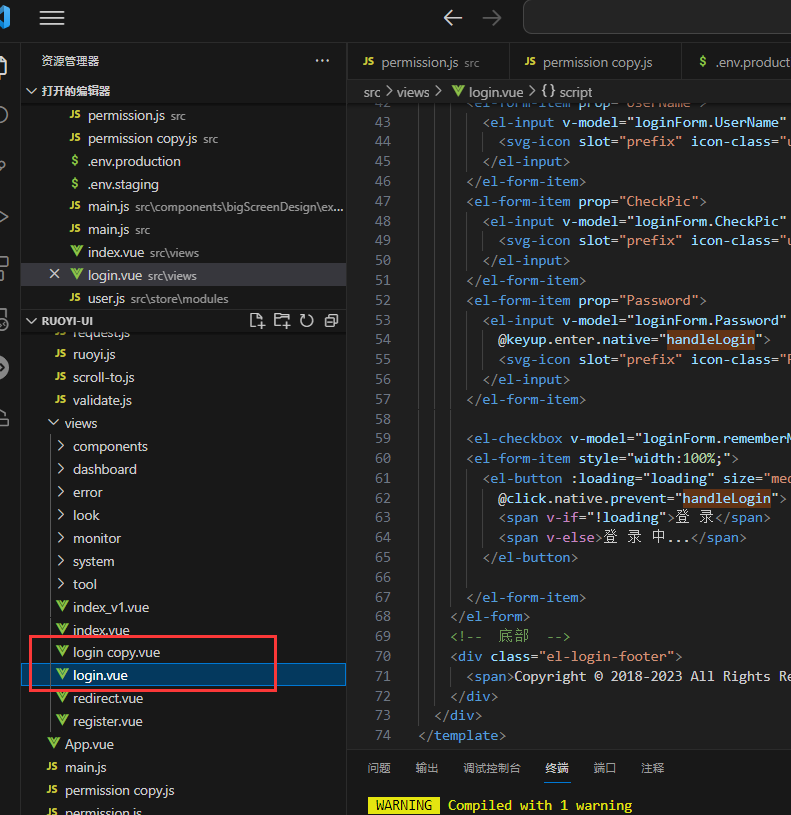 资源管理器
打开的编辑器
JS permission.js src
JS permission copy.js src
$ .env.production
$ .env.staging
JS main.js src\components\bigScreenDesign\ex...
JS main.js src
index.vue src\views
login.vue src\views
JS user.js src\store\modules
RUOYI-UI
JS request.js
JS ruoyi.js
JS scroll-to.js
JS validate.js
views
components
dashboard
error
look
monitor
system
tool
index_v1.vue
index.vue
login copy.vue
login.vue
redirect.vue
register.vue
App.vue
JS main.js
JS permission copy.js
JS permission.js
JS permission.js src
JS permission copy.js
$ .env.product
src > views > login.vue > {} script
42 <el-form-item prop="UserName">
43 <el-input v-model="loginForm.UserName"
44 <svg-icon slot="prefix" icon-class="u
45 </el-input>
46 </el-form-item>
47 <el-form-item prop="CheckPic">
48 <el-input v-model="loginForm.CheckPic"
49 <svg-icon slot="prefix" icon-class="u
50 </el-input>
51 </el-form-item>
52 <el-form-item prop="Password">
53 <el-input v-model="loginForm.Password"
54 @keyup.enter.native="handleLogin">
55 <svg-icon slot="prefix" icon-class="P
56 </el-input>
57 </el-form-item>
58
59 <el-checkbox v-model="loginForm.rememberM
60 <el-form-item style="width:100%;">
61 <el-button :loading="loading" size="med
62 @click.native.prevent="handleLogin">
63 <span v-if="!loading">登 录</span>
64 <span v-else>登 录 中...</span>
65 </el-button>
66
67 </el-form-item>
68 </el-form>
69 <!-- 底部 -->
70 <div class="el-login-footer">
71 <span>Copyright © 2018-2023 All Rights Re
72 </div>
73 </div>
74 </template>
问题 输出 调试控制台 终端 端口 注释
WARNING Compiled with 1 warning